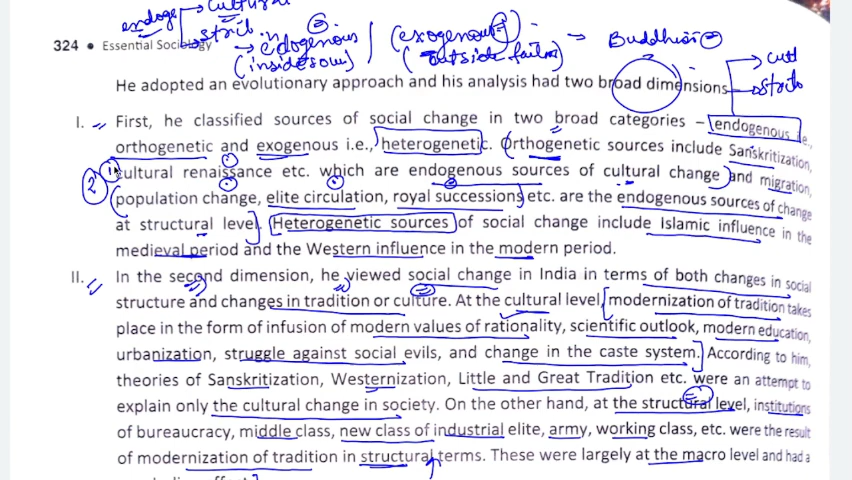 endoge → cultural
→ strib in
→ edogenous / (exogenous) → Buddhism
(inside sour) (outside failm)
324 • Essential Sociology
→ cutt
He adopted an evolutionary approach and his analysis had two broad dimensions → strib
I. First, he classified sources of social change in two broad categories – endogenous i.e.,
orthogenetic and exogenous i.e., heterogenetic. Orthogenetic sources include Sanskritization,
cultural renaissance etc. which are endogenous sources of cultural change and migration,
2
population change, elite circulation, royal successions etc. are the endogenous sources of change
at structural level. Heterogenetic sources of social change include Islamic influence in the
medieval period and the Western influence in the modern period.
II. In the second dimension, he viewed social change in India in terms of both changes in social
structure and changes in tradition or culture. At the cultural level, modernization of tradition takes
place in the form of infusion of modern values of rationality, scientific outlook, modern education,
urbanization, struggle against social evils, and change in the caste system. According to him,
theories of Sanskritization, Westernization, Little and Great Tradition etc. were an attempt to
explain only the cultural change in society. On the other hand, at the structural level, institutions
of bureaucracy, middle class, new class of industrial elite, army, working class, etc. were the result
of modernization of tradition in structural terms. These were largely at the macro level and had a